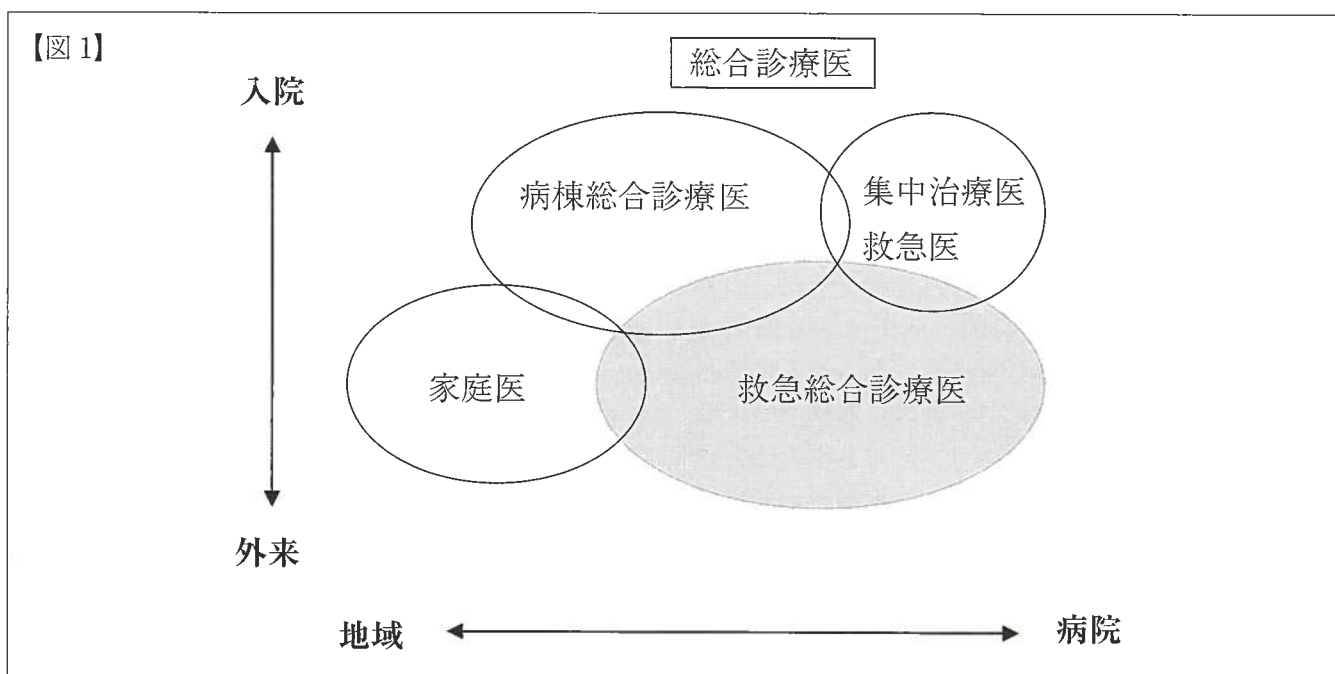 【図 1】
総合診療医
入院
病棟総合診療医
集中治療医
救急医
家庭医
救急総合診療医
外来
地域
病院